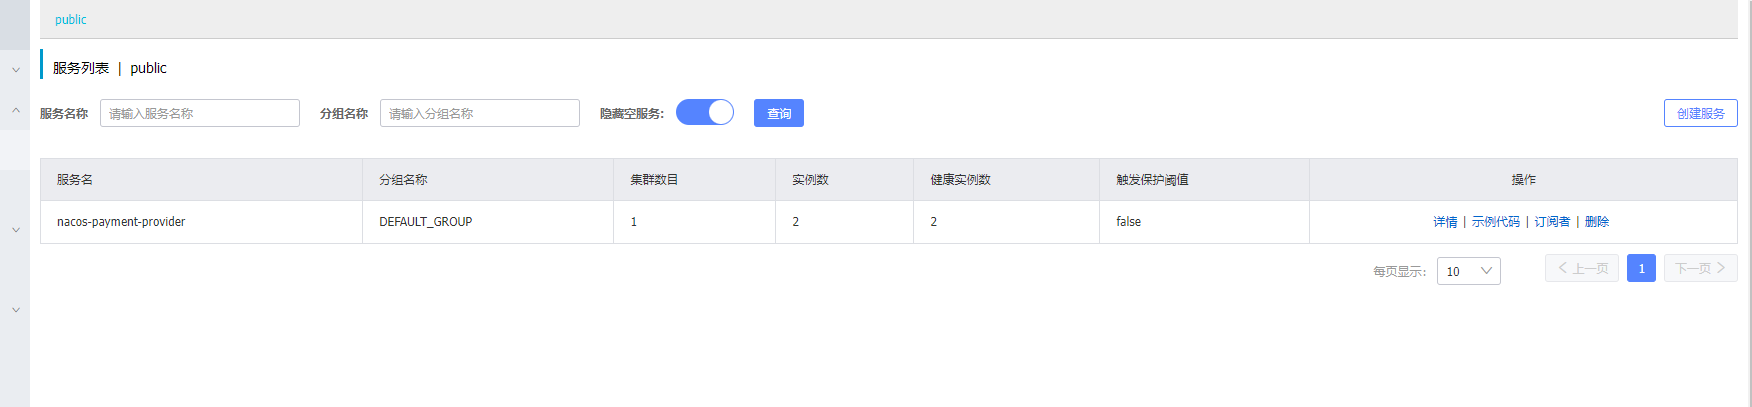 public
服务列表 | public
服务名称 请输入服务名称 分组名称 请输入分组名称 隐藏空服务: 查询 创建服务
服务名 分组名称 集群数目 实例数 健康实例数 触发保护阈值 操作
nacos-payment-provider DEFAULT_GROUP 1 2 2 false 详情 | 示例代码 | 订阅者 | 删除
每页显示: 10 上一页 1 下一页